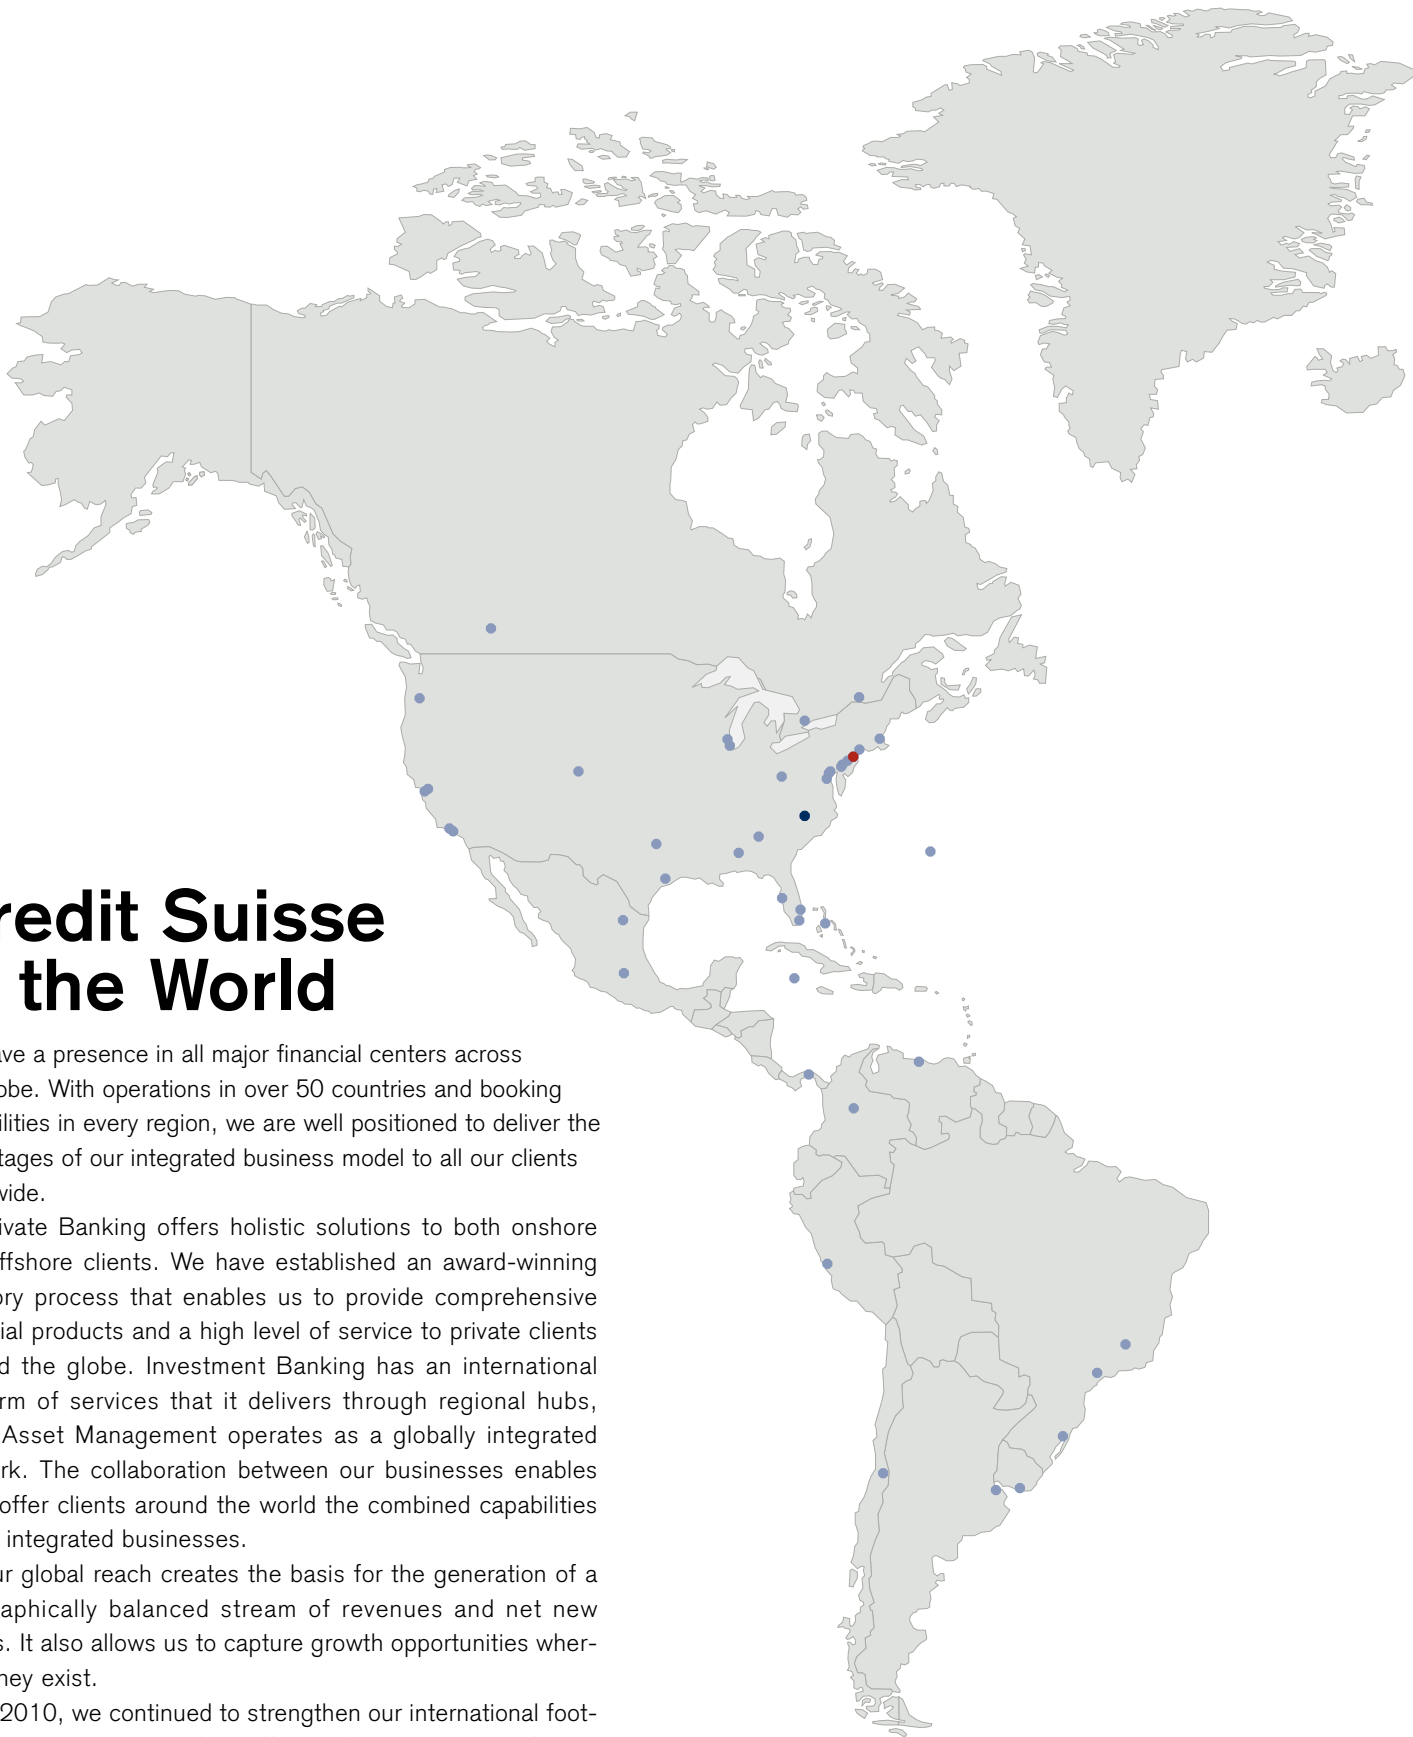 redit Suisse
the World
ave a presence in all major financial centers across
obe. With operations in over 50 countries and booking
ilities in every region, we are well positioned to deliver the
tages of our integrated business model to all our clients
wide.
ivate Banking offers holistic solutions to both onshore
ffshore clients. We have established an award-winning
ory process that enables us to provide comprehensive
ial products and a high level of service to private clients
d the globe. Investment Banking has an international
rm of services that it delivers through regional hubs,
Asset Management operates as a globally integrated
rk. The collaboration between our businesses enables
offer clients around the world the combined capabilities
integrated businesses.
ur global reach creates the basis for the generation of a
aphically balanced stream of revenues and net new
s. It also allows us to capture growth opportunities wher-
hey exist.
2010, we continued to strengthen our international foot-